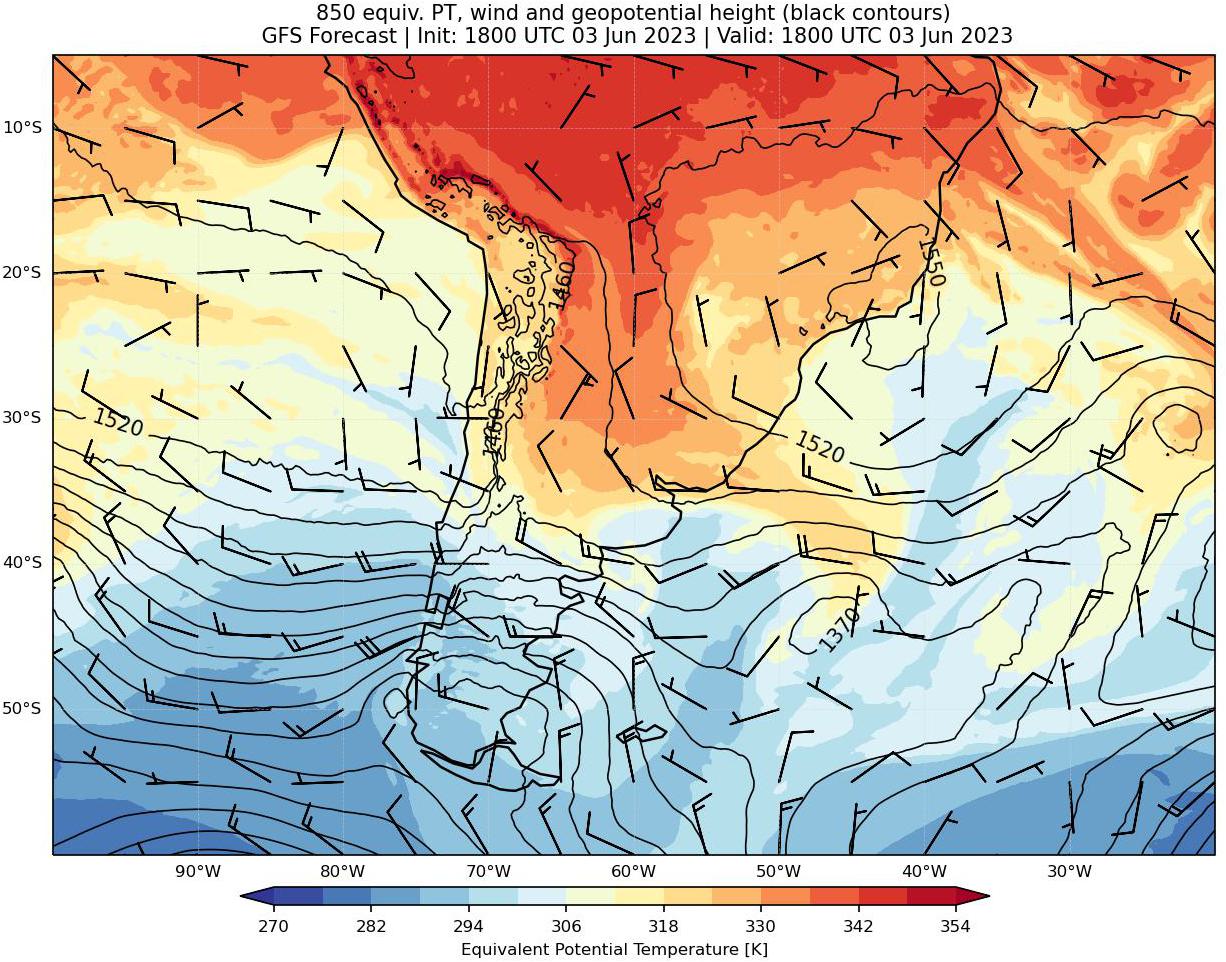 850 equiv. PT, wind and geopotential height (black contours)
GFS Forecast | Init: 1800 UTC 03 Jun 2023 | Valid: 1800 UTC 03 Jun 2023
10°S
20°S
1550
1460
30°S
1520
1460
1520
40°S
1370
50°S
90°W 80°W 70°W 60°W 50°W 40°W 30°W
270 282 294 306 318 330 342 354
Equivalent Potential Temperature [K]